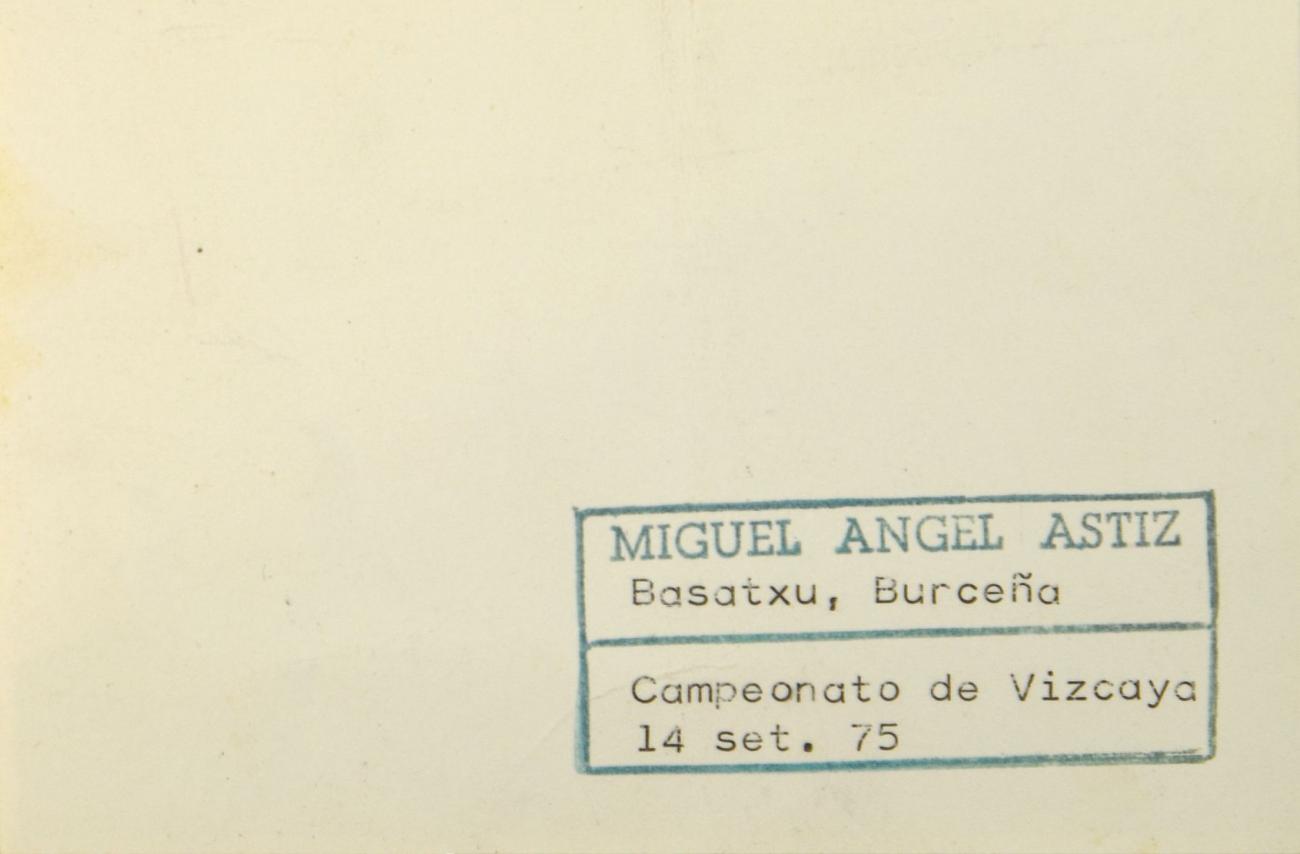 MIGUEL ANGEL ASTIZ
Basatxu, Burceña
Campeonato de Vizcaya
14 set. 75